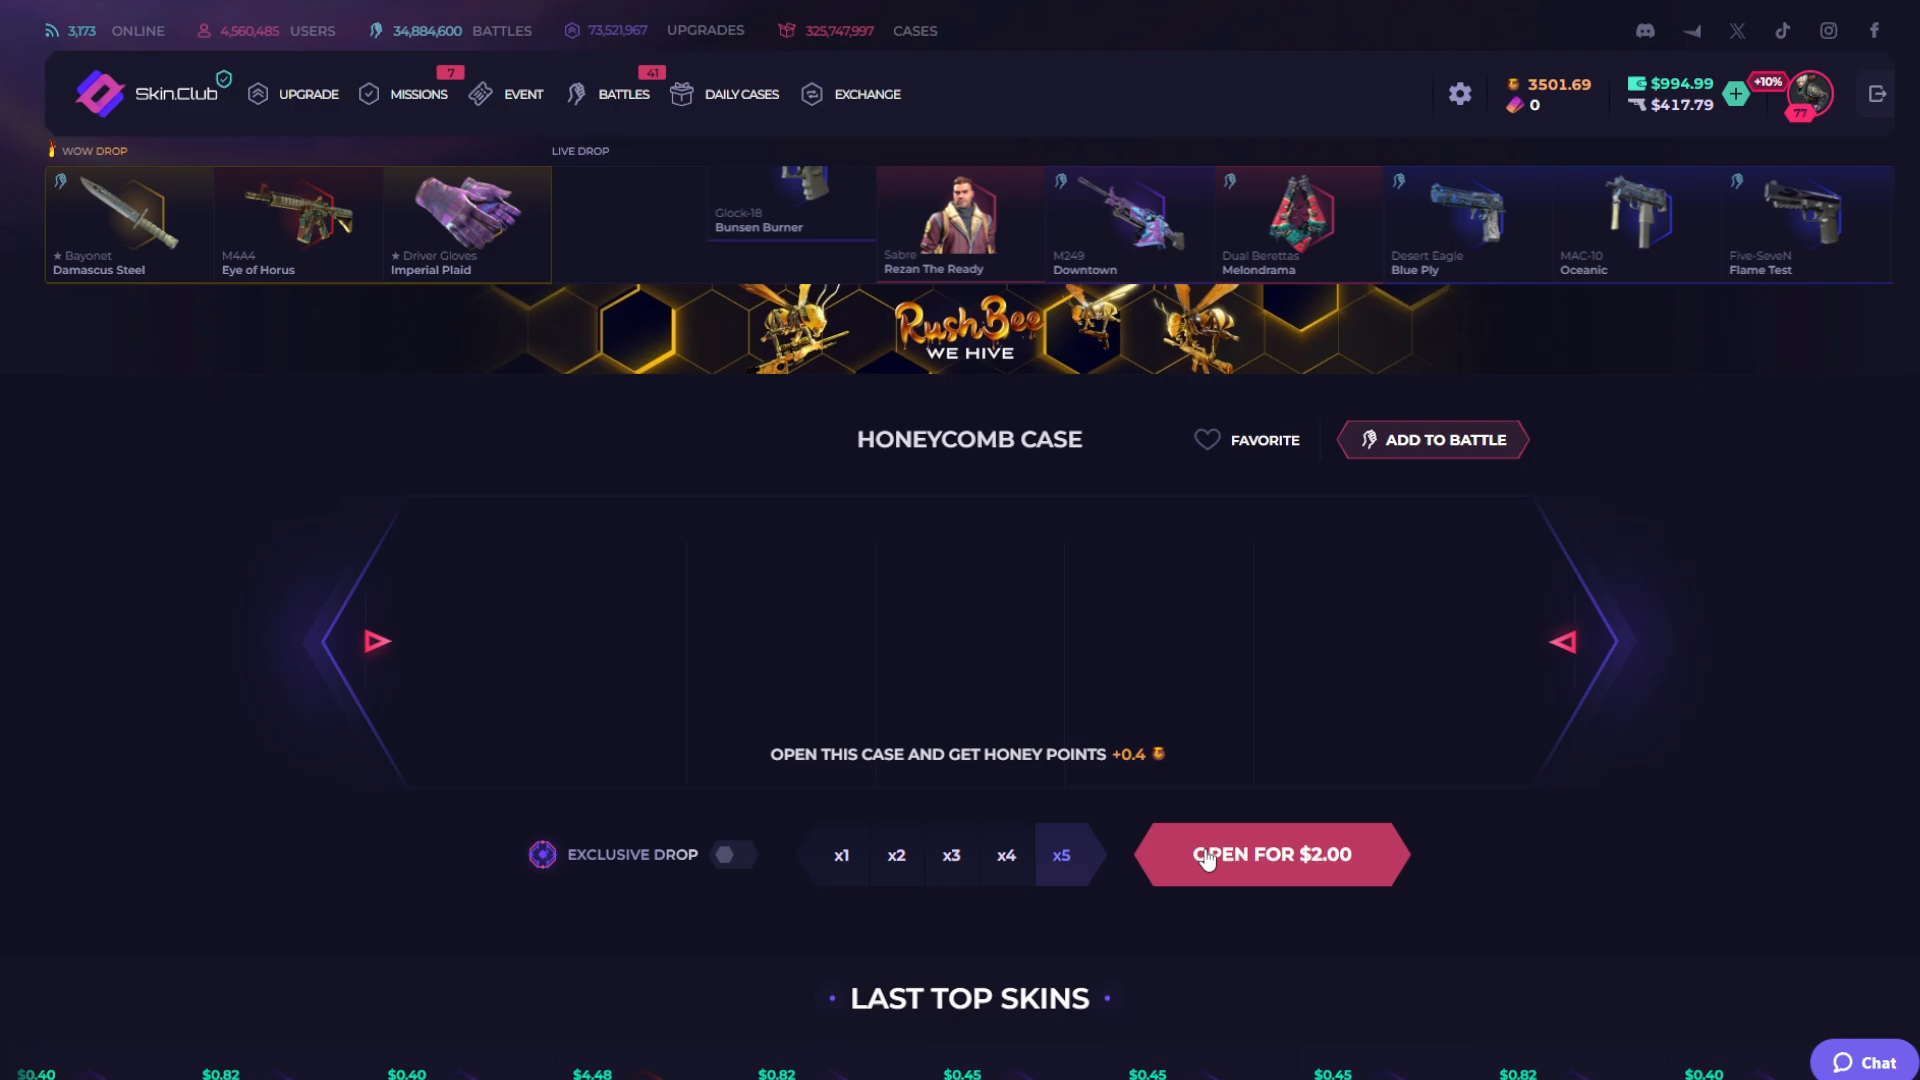 3,173 ONLINE 4,560,485 USERS 34,884,600 BATTLES 73,521,967 UPGRADES 325,747,997 CASES
Skin.Club UPGRADE MISSIONS 7 EVENT BATTLES 41 DAILY CASES EXCHANGE
3501.69
0
$994.99
$417.79
+10%
77
WOW DROP
LIVE DROP
★ Bayonet
Damascus Steel
M4A4
Eye of Horus
★ Driver Gloves
Imperial Plaid
Glock-18
Bunsen Burner
Sabre
Rezan The Ready
M249
Downtown
Dual Berettas
Melondrama
Desert Eagle
Blue Ply
MAC-10
Oceanic
Five-SeveN
Flame Test
RushBee
WE HIVE
HONEYCOMB CASE
FAVORITE
ADD TO BATTLE
OPEN THIS CASE AND GET HONEY POINTS +0.4
EXCLUSIVE DROP
x1 x2 x3 x4 x5
OPEN FOR $2.00
• LAST TOP SKINS •
$0.40 $0.82 $0.40 $4.48 $0.82 $0.45 $0.45 $0.45 $0.82 $0.40
Chat